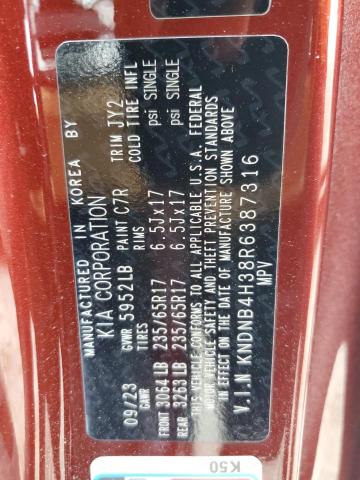 MANUFACTURED IN KOREA BY
KIA CORPORATION
09/23 GVWR 5952LB PAINT C7R TRIM JY2
GAWR TIRES RIMS COLD TIRE INFL
FRONT 3064LB 235/65R17 6.5Jx17 psi SINGLE
REAR 3263LB 235/65R17 6.5Jx17 psi SINGLE
THIS VEHICLE CONFORMS TO ALL APPLICABLE U.S.A. FEDERAL
MOTOR VEHICLE SAFETY AND THEFT PREVENTION STANDARDS
IN EFFECT ON THE DATE OF MANUFACTURE SHOWN ABOVE
V.I.N KNDNB4H38R6387316
MPV
K50